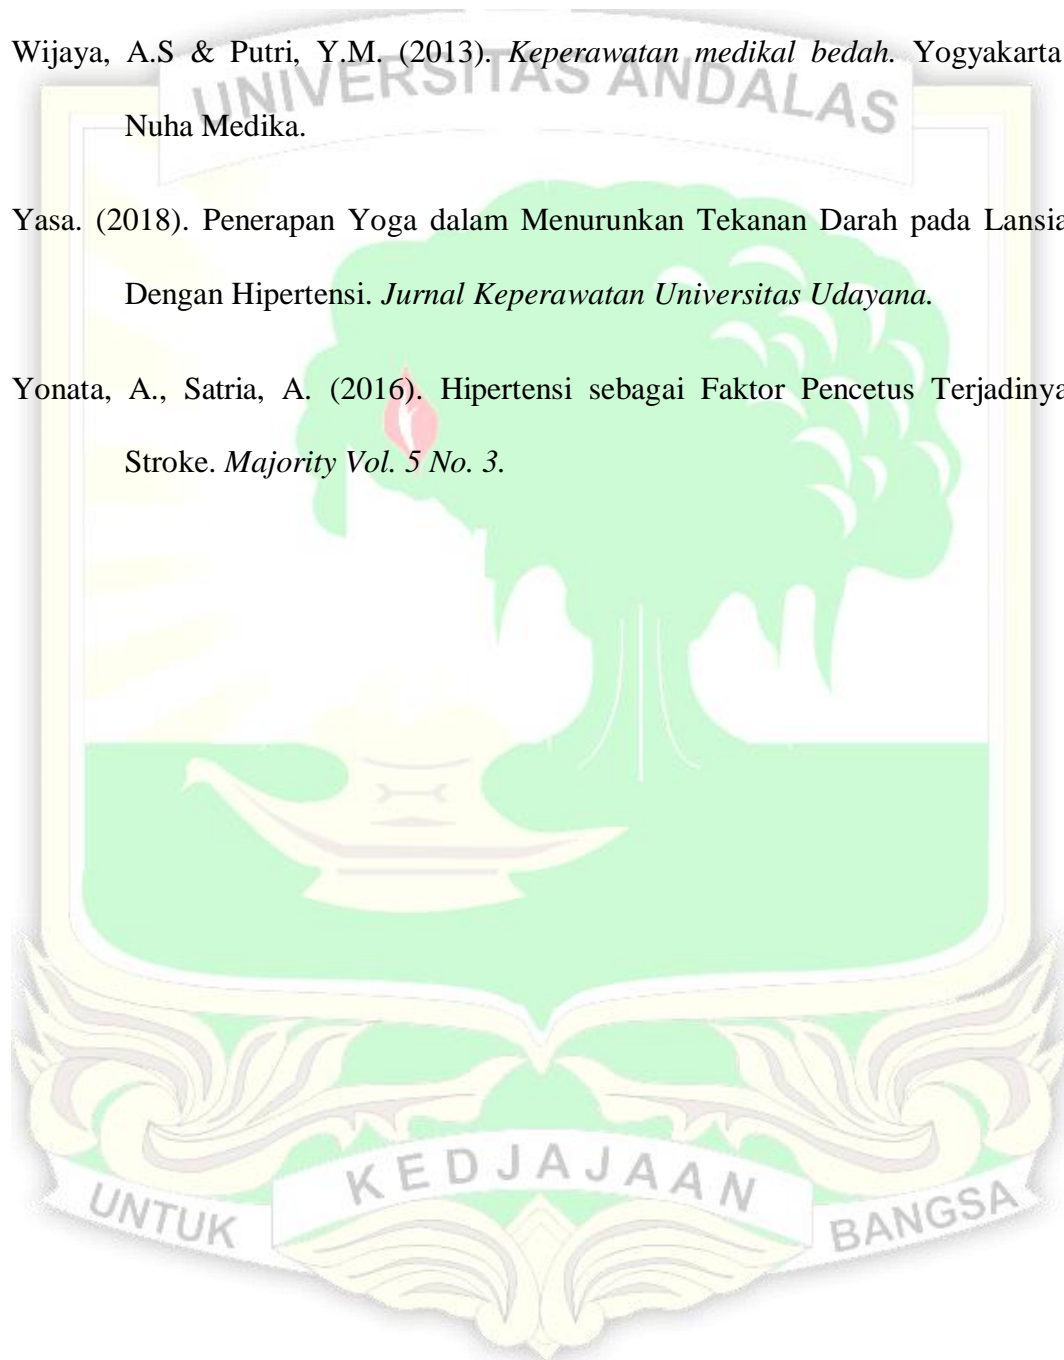 Wijaya, A.S & Putri, Y.M. (2013). Keperawatan medikal bedah. Yogyakarta
Nuha Medika.
Yasa. (2018). Penerapan Yoga dalam Menurunkan Tekanan Darah pada Lansia
Dengan Hipertensi. Jurnal Keperawatan Universitas Udayana.
Yonata, A., Satria, A. (2016). Hipertensi sebagai Faktor Pencetus Terjadinya
Stroke. Majority Vol. 5 No. 3.
UNIVERSITAS ANDALAS
UNTUK KEDJAJAAN BANGSA